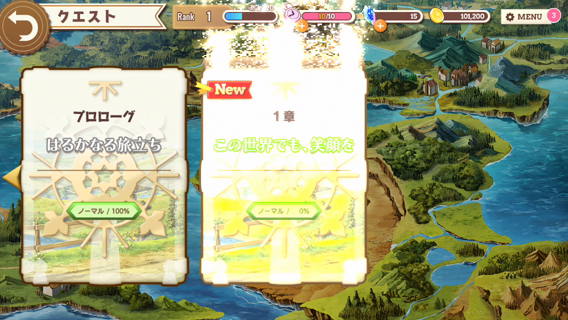 クエスト
Rank 1
10/10
15
101,200
MENU
3
プロローグ
はるかなる旅立ち
ノーマル / 100%
New
1章
この世界でも、笑顔を
ノーマル / 0%